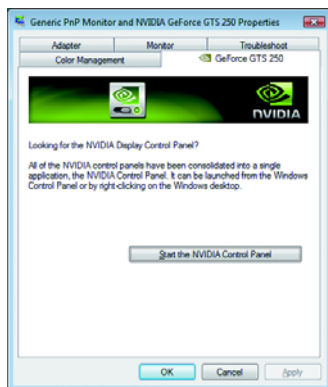 Generic PnP Monitor and NVIDIA GeForce GTS 250 Properties
Adapter Monitor Troubleshoot
Color Management GeForce GTS 250
NVIDIA
Looking for the NVIDIA Display Control Panel?
All of the NVIDIA control panels have been consolidated into a single
application, the NVIDIA Control Panel. It can be launched from the Windows
Control Panel or by right-clicking on the Windows desktop.
Start the NVIDIA Control Panel
OK Cancel Apply